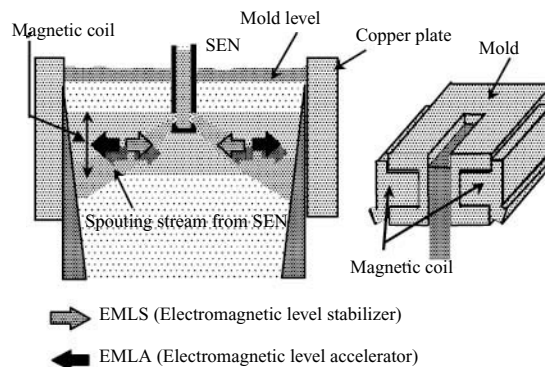 Magnetic coil
SEN
Mold level
Copper plate
Mold
Spouting stream from SEN
Magnetic coil
EMLS (Electromagnetic level stabilizer)
EMLA (Electromagnetic level accelerator)